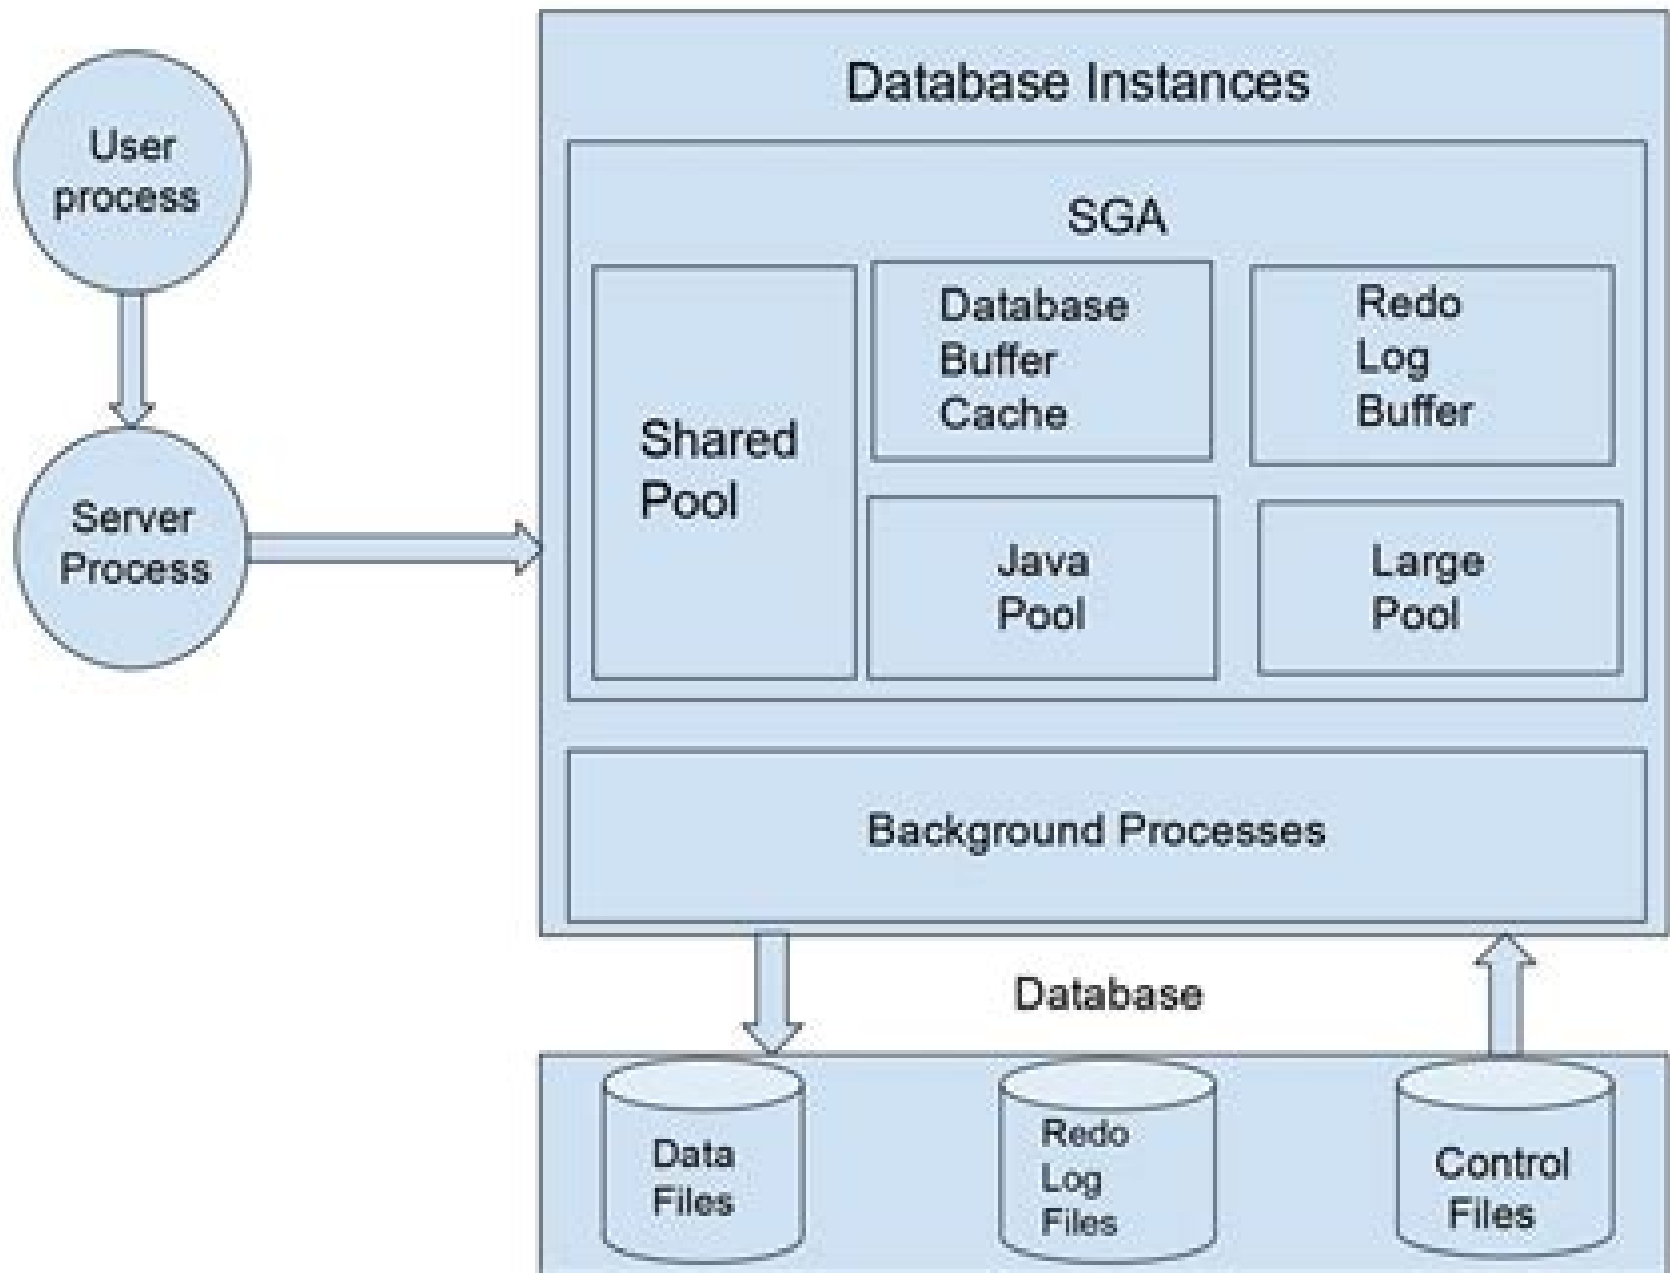 User
process
Server
Process
Database Instances
SGA
Shared
Pool
Database
Buffer
Cache
Redo
Log
Buffer
Java
Pool
Large
Pool
Background Processes
Database
Data
Files
Redo
Log
Files
Control
Files